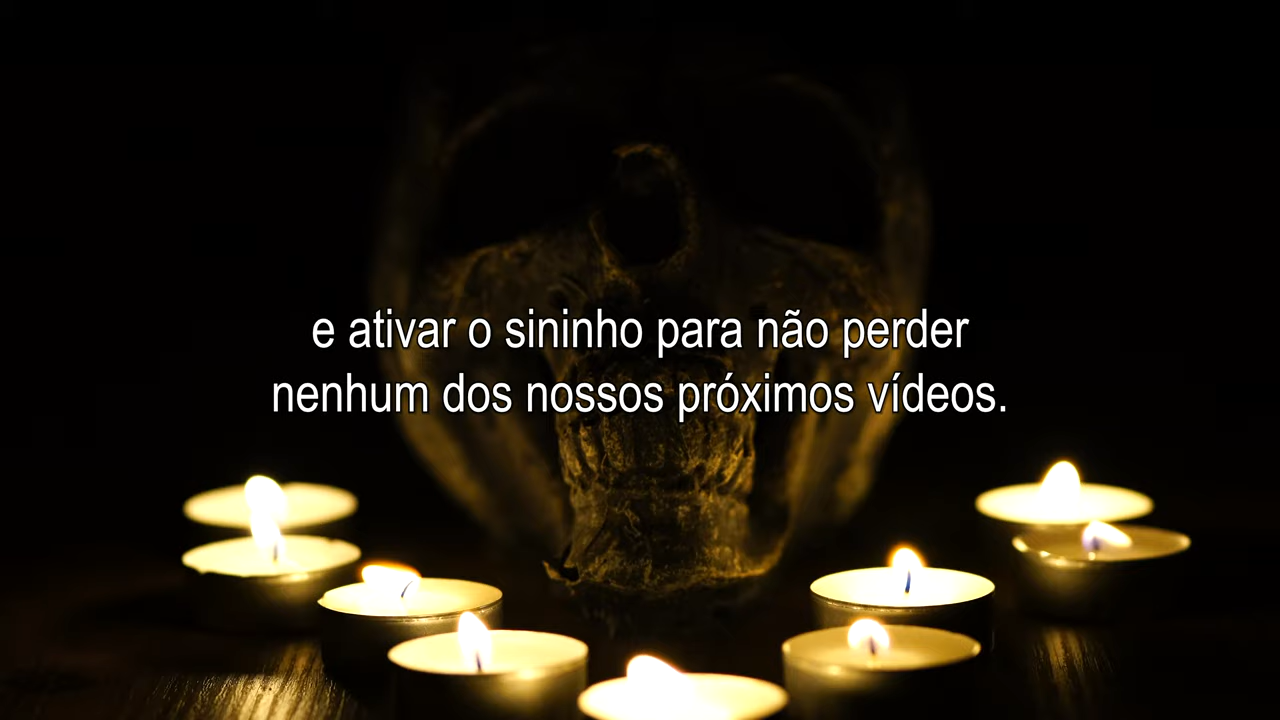 e ativar o sininho para não perder
nenhum dos nossos próximos vídeos.